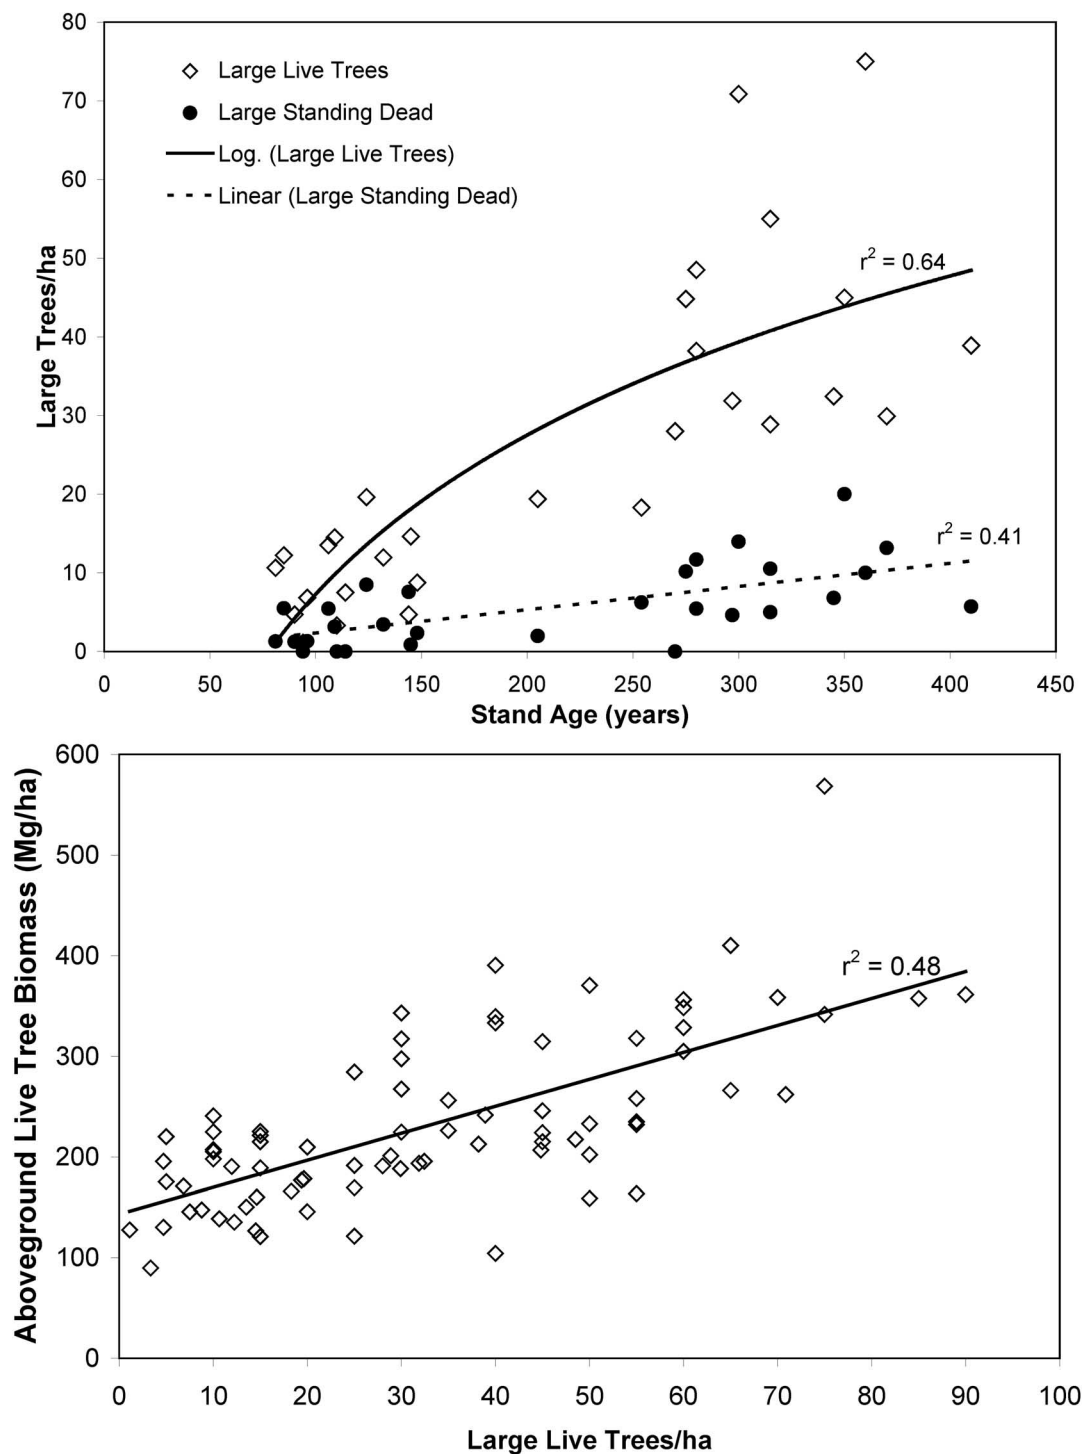 80
70
60
50
40
30
20
10
0
Large Trees/ha
Large Live Trees
Large Standing Dead
Log. (Large Live Trees)
Linear (Large Standing Dead)
r² = 0.64
r² = 0.41
0 50 100 150 200 250 300 350 400 450
Stand Age (years)
600
500
400
300
200
100
0
Aboveground Live Tree Biomass (Mg/ha)
r² = 0.48
0 10 20 30 40 50 60 70 80 90 100
Large Live Trees/ha